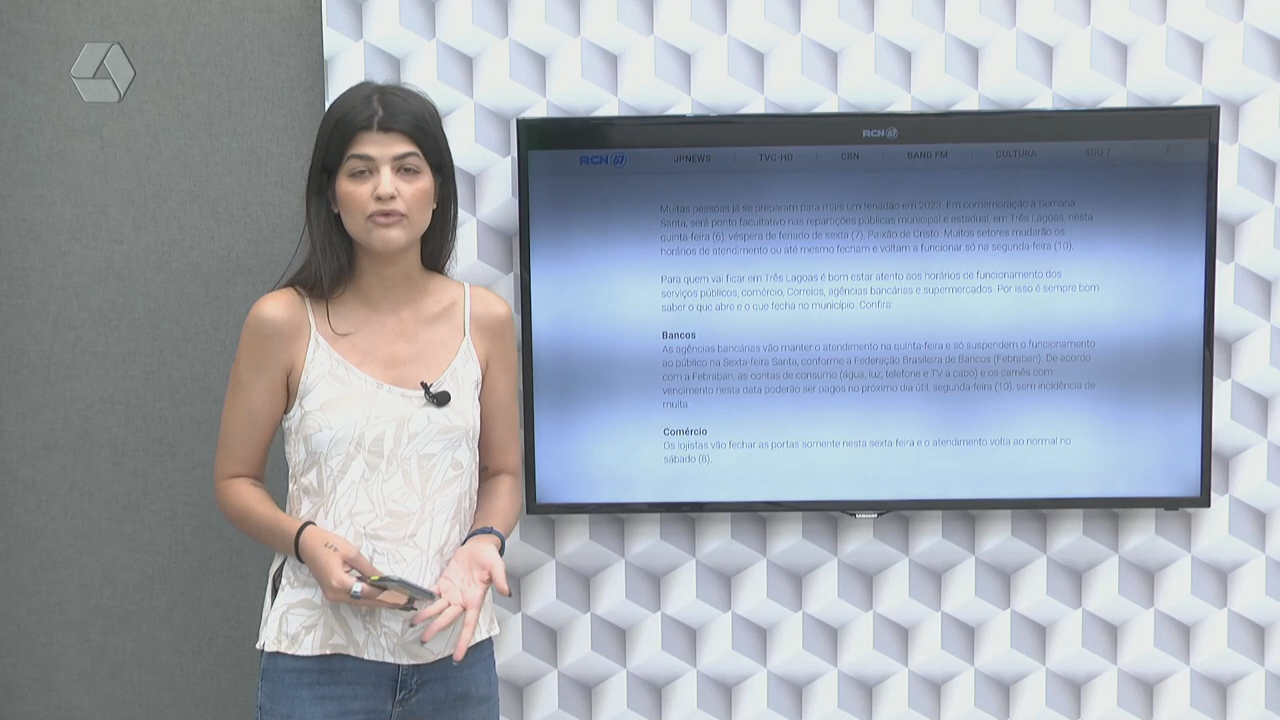 RCN 67
RCN 67 JPNEWS TVC-HD CBN BAND FM CULTURA
Muitas pessoas já se preparam para mais um feriadão em 2023. Em comemoração à Semana
Santa, será ponto facultativo nas repartições públicas municipal e estadual, em Três Lagoas, nesta
quinta-feira (6), véspera de feriado de sexta (7), Paixão de Cristo. Muitos setores mudarão os
horários de atendimento ou até mesmo fecham e voltam a funcionar só na segunda-feira (10).
Para quem vai ficar em Três Lagoas é bom estar atento aos horários de funcionamento dos
serviços públicos, comércio, Correios, agências bancárias e supermercados. Por isso é sempre bom
saber o que abre e o que fecha no município. Confira:
Bancos
As agências bancárias vão manter o atendimento na quinta-feira e só suspendem o funcionamento
ao público na Sexta-feira Santa, conforme a Federação Brasileira de Bancos (Febraban). De acordo
com a Febraban, as contas de consumo (água, luz, telefone e TV a cabo) e os carnês com
vencimento nesta data poderão ser pagos no próximo dia útil, segunda-feira (10), sem incidência de
multa.
Comércio
Os lojistas vão fechar as portas somente nesta sexta-feira e o atendimento volta ao normal no
sábado (8).
SAMSUNG